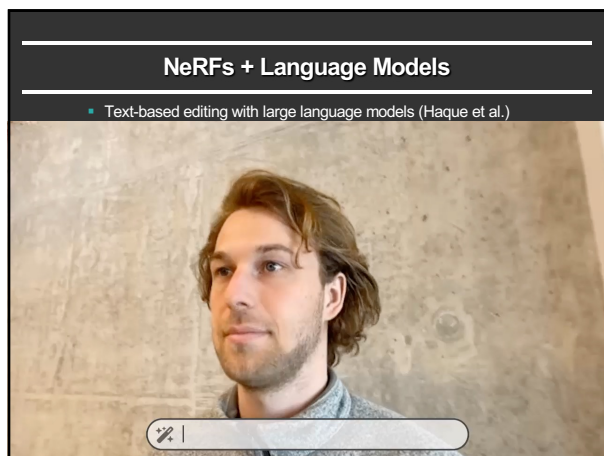 NeRFs + Language Models
Text-based editing with large language models (Haque et al.)